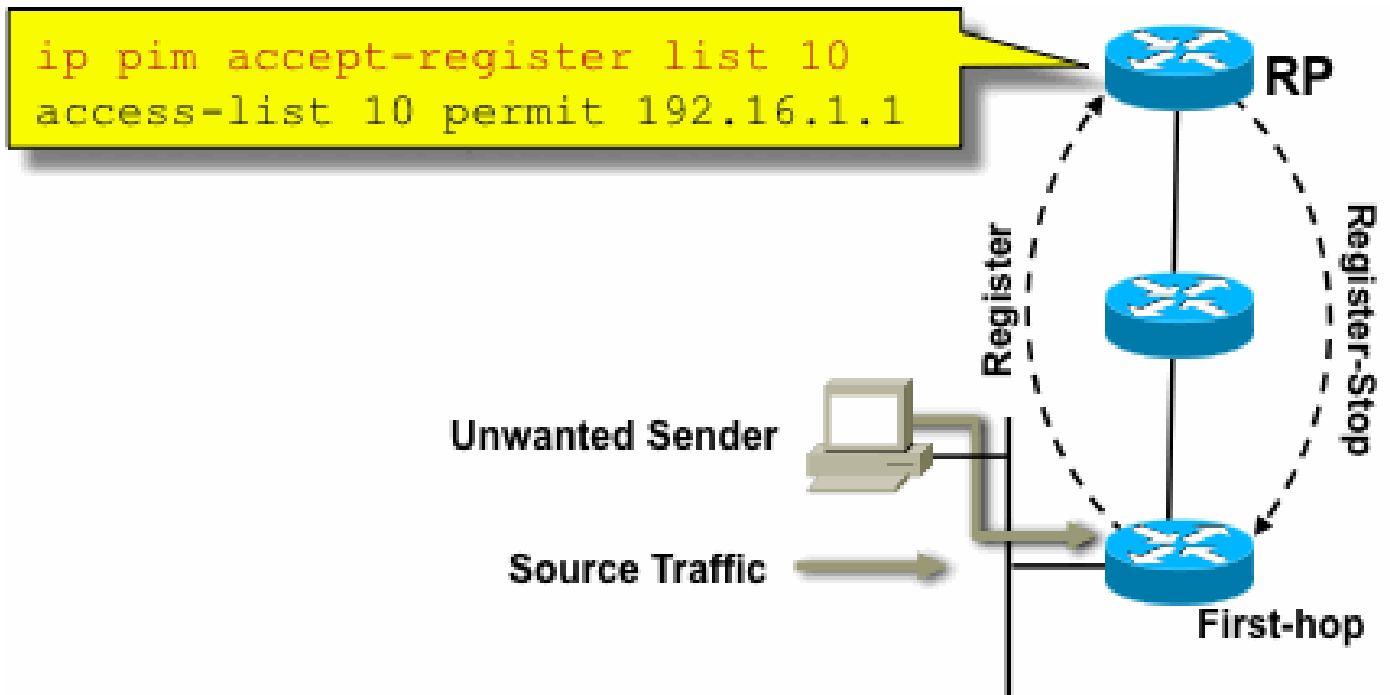 ip pim accept-register list 10
access-list 10 permit 192.16.1.1
RP
Register
Register-Stop
Unwanted Sender
Source Traffic
First-hop